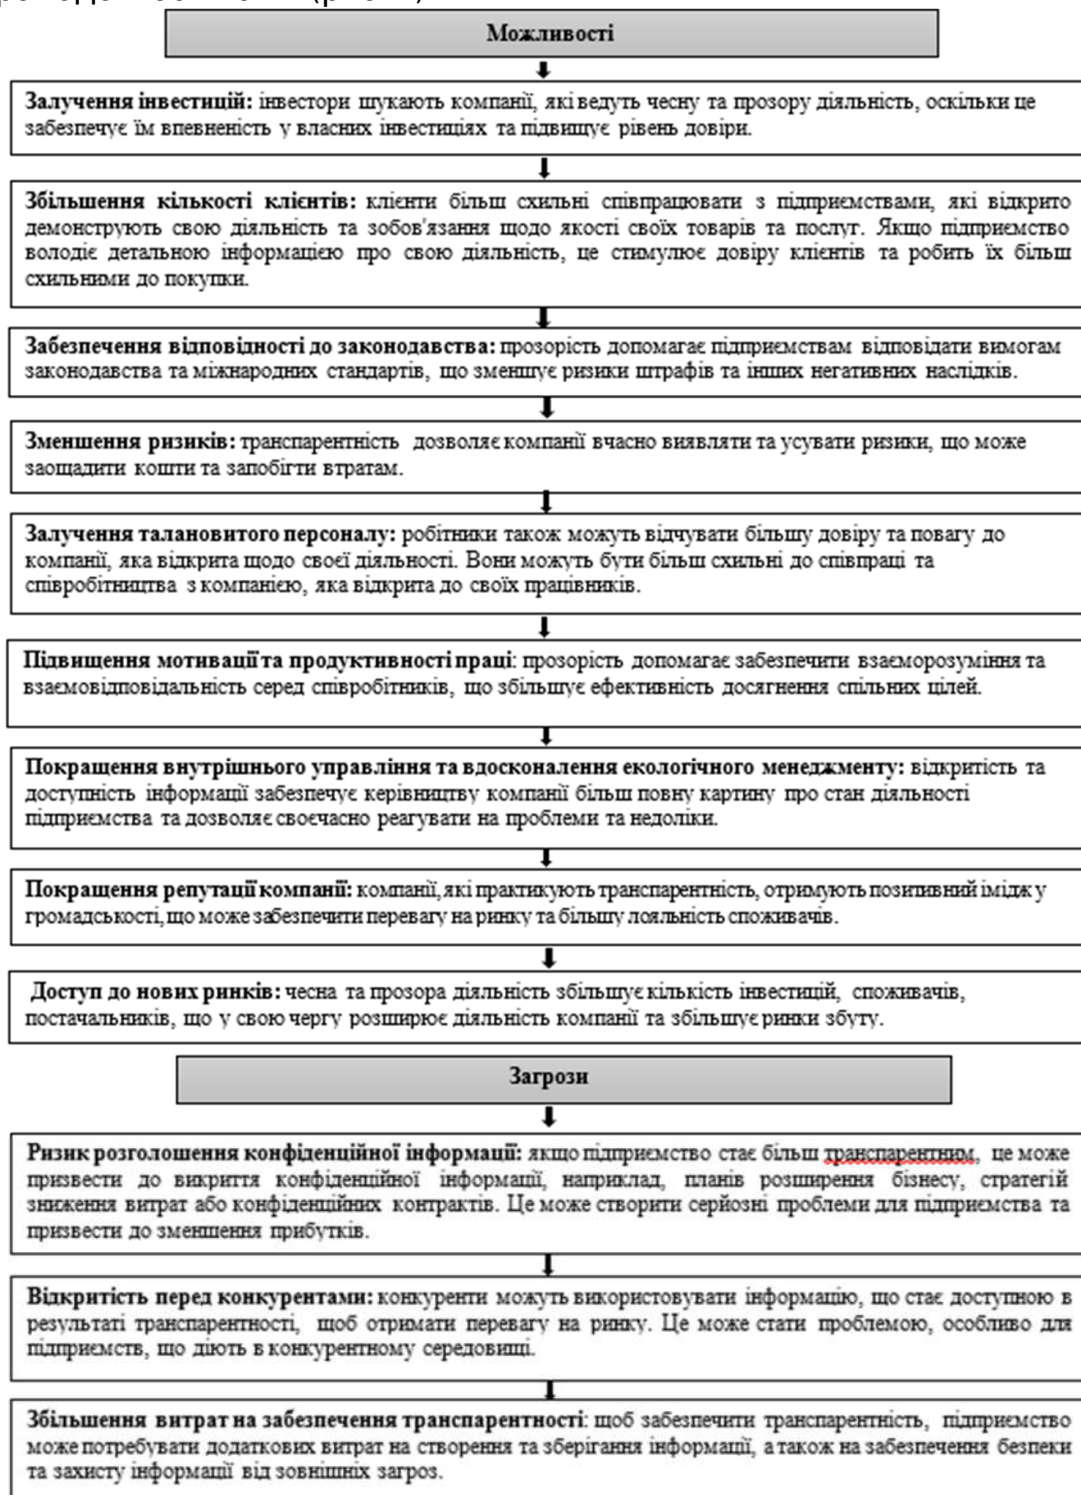 Можливості
Залучення інвестицій: інвестори шукають компанії, які ведуть чесну та прозору діяльність, оскільки це
забезпечує їм впевненість у власних інвестиціях та підвищує рівень довіри.
Збільшення кількості клієнтів: клієнти більш схильні співпрацювати з підприємствами, які відкрито
демонструють свою діяльність та зобов'язання щодо якості своїх товарів та послуг. Якщо підприємство
володіє детальною інформацією про свою діяльність, це стимулює довіру клієнтів та робить їх більш
схильними до покупки.
Забезпечення відповідності до законодавства: прозорість допомагає підприємствам відповідати вимогам
законодавства та міжнародних стандартів, що зменшує ризики штрафів та інших негативних наслідків.
Зменшення ризиків: транспарентність дозволяє компанії вчасно виявляти та усувати ризики, що може
заощадити кошти та запобігти втратам.
Залучення талановитого персоналу: робітники також можуть відчувати більшу довіру та повагу до
компанії, яка відкрита щодо своєї діяльності. Вони можуть бути більш схильні до співпраці та
співробітництва з компанією, яка відкрита до своїх працівників.
Підвищення мотивації та продуктивності праці: прозорість допомагає забезпечити взаєморозуміння та
взаємовідповідальність серед співробітників, що збільшує ефективність досягнення спільних цілей.
Покращення внутрішнього управління та вдосконалення екологічного менеджменту: відкритість та
доступність інформації забезпечує керівництву компанії більш повну картину про стан діяльності
підприємства та дозволяє своєчасно реагувати на проблеми та недоліки.
Покращення репутації компанії: компанії, які практикують транспарентність, отримують позитивний імідж у
громадськості, що може забезпечити перевагу на ринку та більшу лояльність споживачів.
Доступ до нових ринків: чесна та прозора діяльність збільшує кількість інвестицій, споживачів,
постачальників, що у свою чергу розширює діяльність компанії та збільшує ринки збуту.
Загрози
Ризик розголошення конфіденційної інформації: якщо підприємство стає більш транспарентним, це може
призвести до викриття конфіденційної інформації, наприклад, планів розширення бізнесу, стратегій
зниження витрат або конфіденційних контрактів. Це може створити серйозні проблеми для підприємства та
призвести до зменшення прибутків.
Відкритість перед конкурентами: конкуренти можуть використовувати інформацію, що стає доступною в
результаті транспарентності, щоб отримати перевагу на ринку. Це може стати проблемою, особливо для
підприємств, що діють в конкурентному середовищі.
Збільшення витрат на забезпечення транспарентності: щоб забезпечити транспарентність, підприємство
може потребувати додаткових витрат на створення та зберігання інформації, а також на забезпечення безпеки
та захисту інформації від зовнішніх загроз.